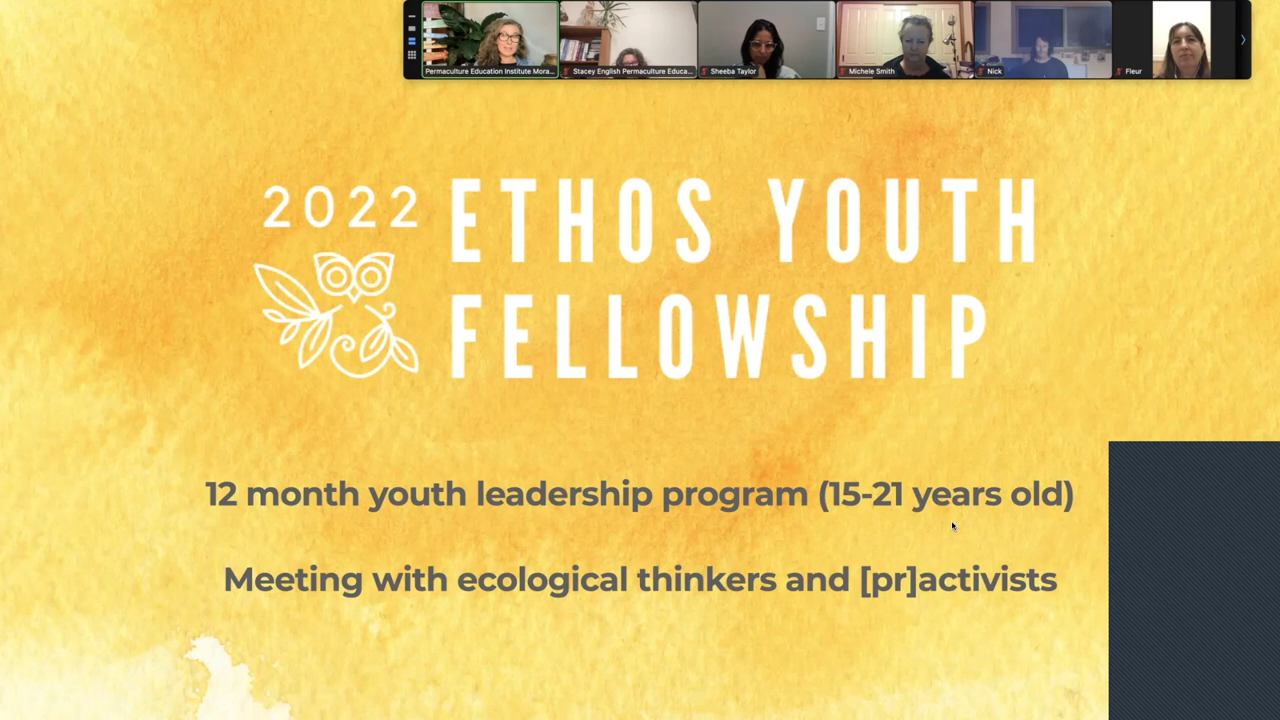 Permaculture Education Institute Mora...
Stacey English Permaculture Educa...
Sheeba Taylor
Michele Smith
Nick
Fleur
2022
ETHOS YOUTH
FELLOWSHIP
12 month youth leadership program (15-21 years old)
Meeting with ecological thinkers and [pr]activists